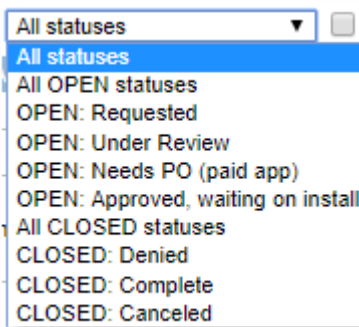 All statuses
All statuses
All OPEN statuses
OPEN: Requested
OPEN: Under Review
OPEN: Needs PO (paid app)
OPEN: Approved, waiting on install
All CLOSED statuses
CLOSED: Denied
CLOSED: Complete
CLOSED: Canceled